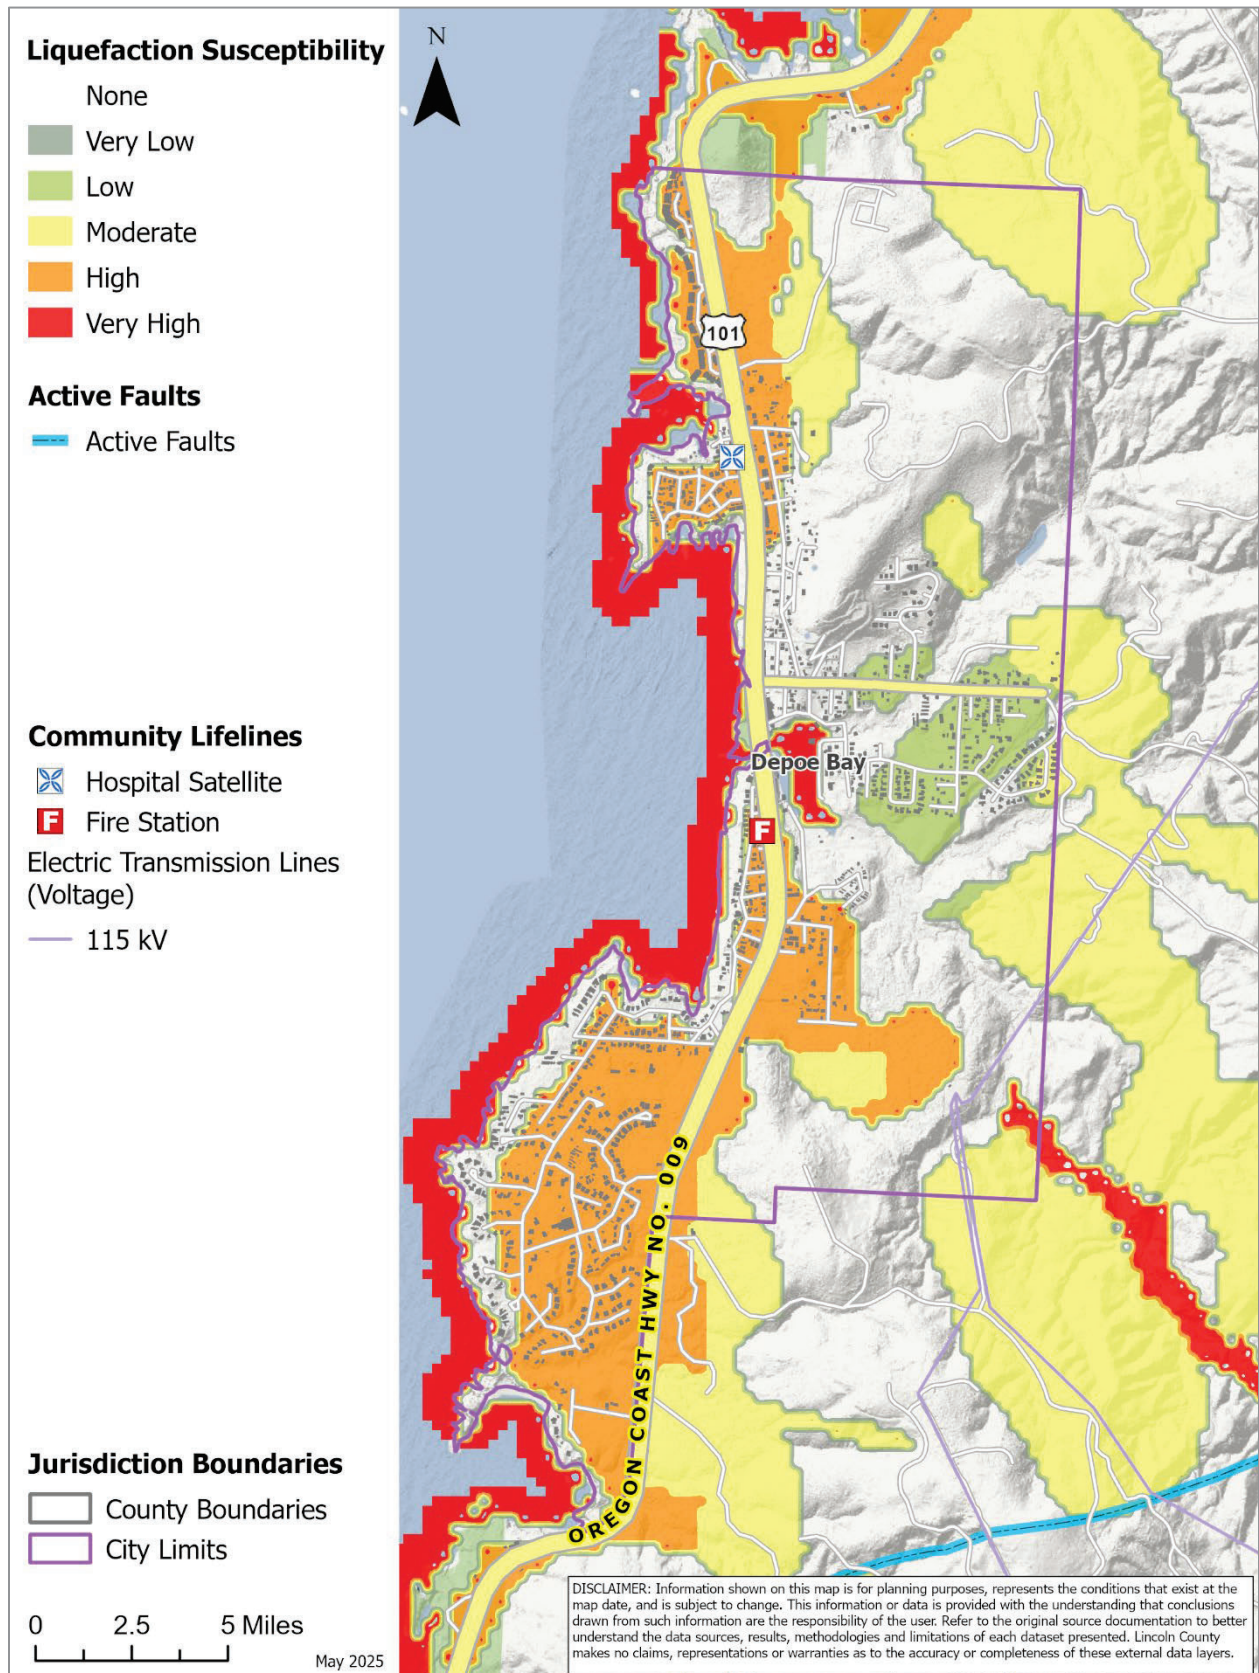 Liquefaction Susceptibility
None
Very Low
Low
Moderate
High
Very High
Active Faults
Active Faults
Community Lifelines
Hospital Satellite
F Fire Station
Electric Transmission Lines
(Voltage)
115 kV
Jurisdiction Boundaries
County Boundaries
City Limits
0 2.5 5 Miles
May 2025
N
101
Depoe Bay
F
OREGON COAST HWY NO. 009
DISCLAIMER: Information shown on this map is for planning purposes, represents the conditions that exist at the
map date, and is subject to change. This information or data is provided with the understanding that conclusions
drawn from such information are the responsibility of the user. Refer to the original source documentation to better
understand the data sources, results, methodologies and limitations of each dataset presented. Lincoln County
makes no claims, representations or warranties as to the accuracy or completeness of these external data layers.